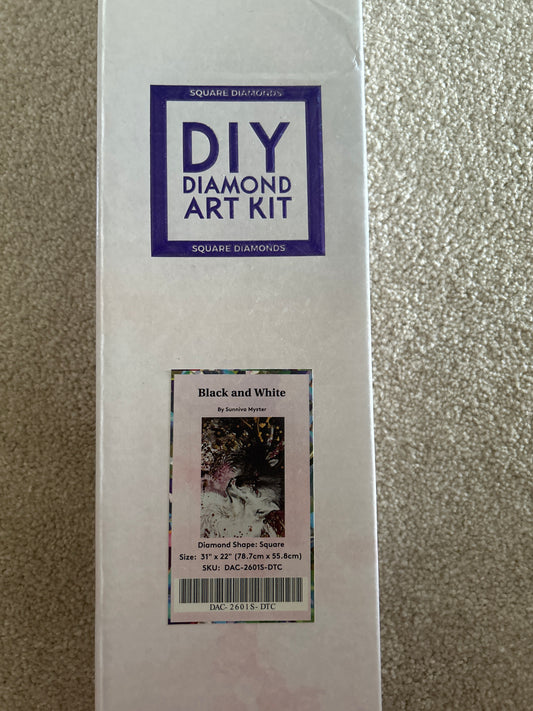 SQUARE DIAMONDS
DIY
DIAMOND
ART KIT
SQUARE DIAMONDS
Black and White
By Sunniva Myster
Diamond Shape: Square
Size: 31" x 22" (78.7cm x 55.8cm)
SKU: DAC-2601S-DTC
DAC- 2601S- DTC